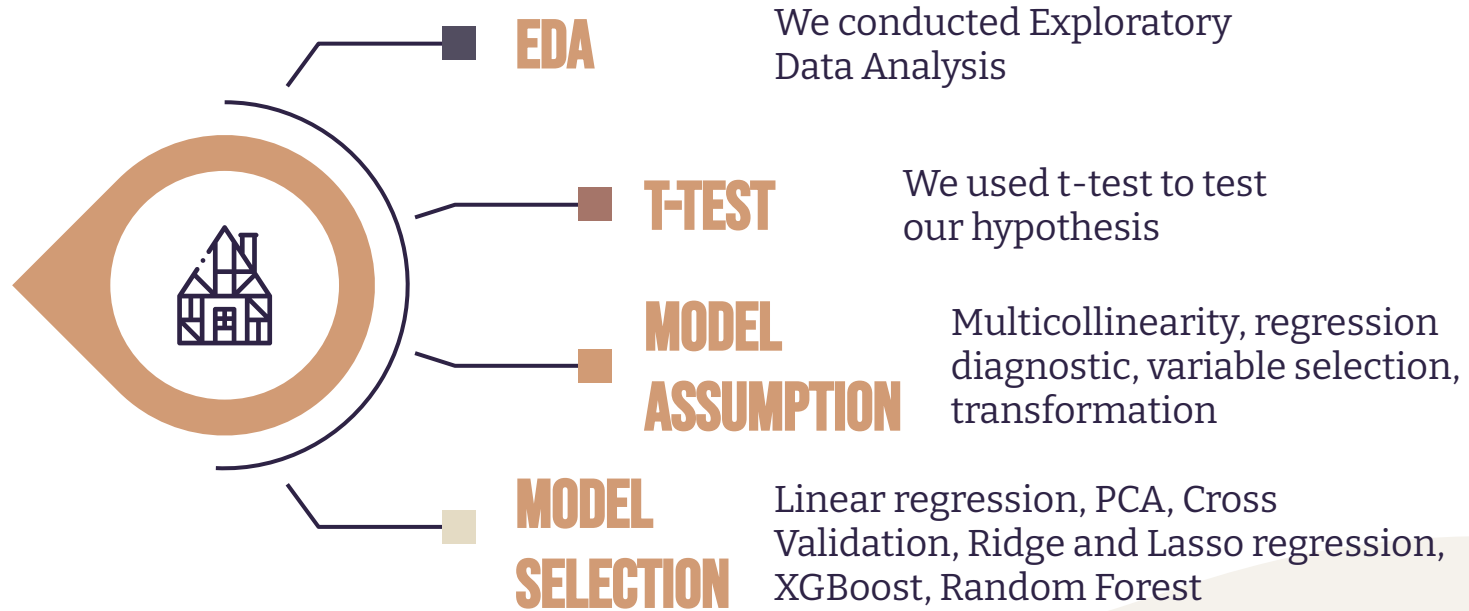 EDA
We conducted Exploratory
Data Analysis
T-TEST
We used t-test to test
our hypothesis
MODEL
ASSUMPTION
Multicollinearity, regression
diagnostic, variable selection,
transformation
MODEL
SELECTION
Linear regression, PCA, Cross
Validation, Ridge and Lasso regression,
XGBoost, Random Forest